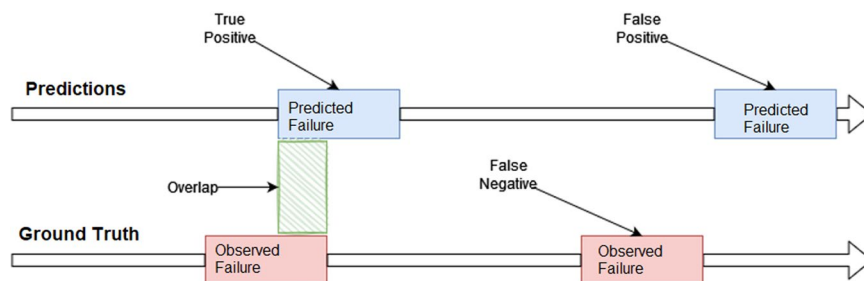 True
Positive
False
Positive
Predictions
Predicted
Failure
Predicted
Failure
Overlap
False
Negative
Ground Truth
Observed
Failure
Observed
Failure